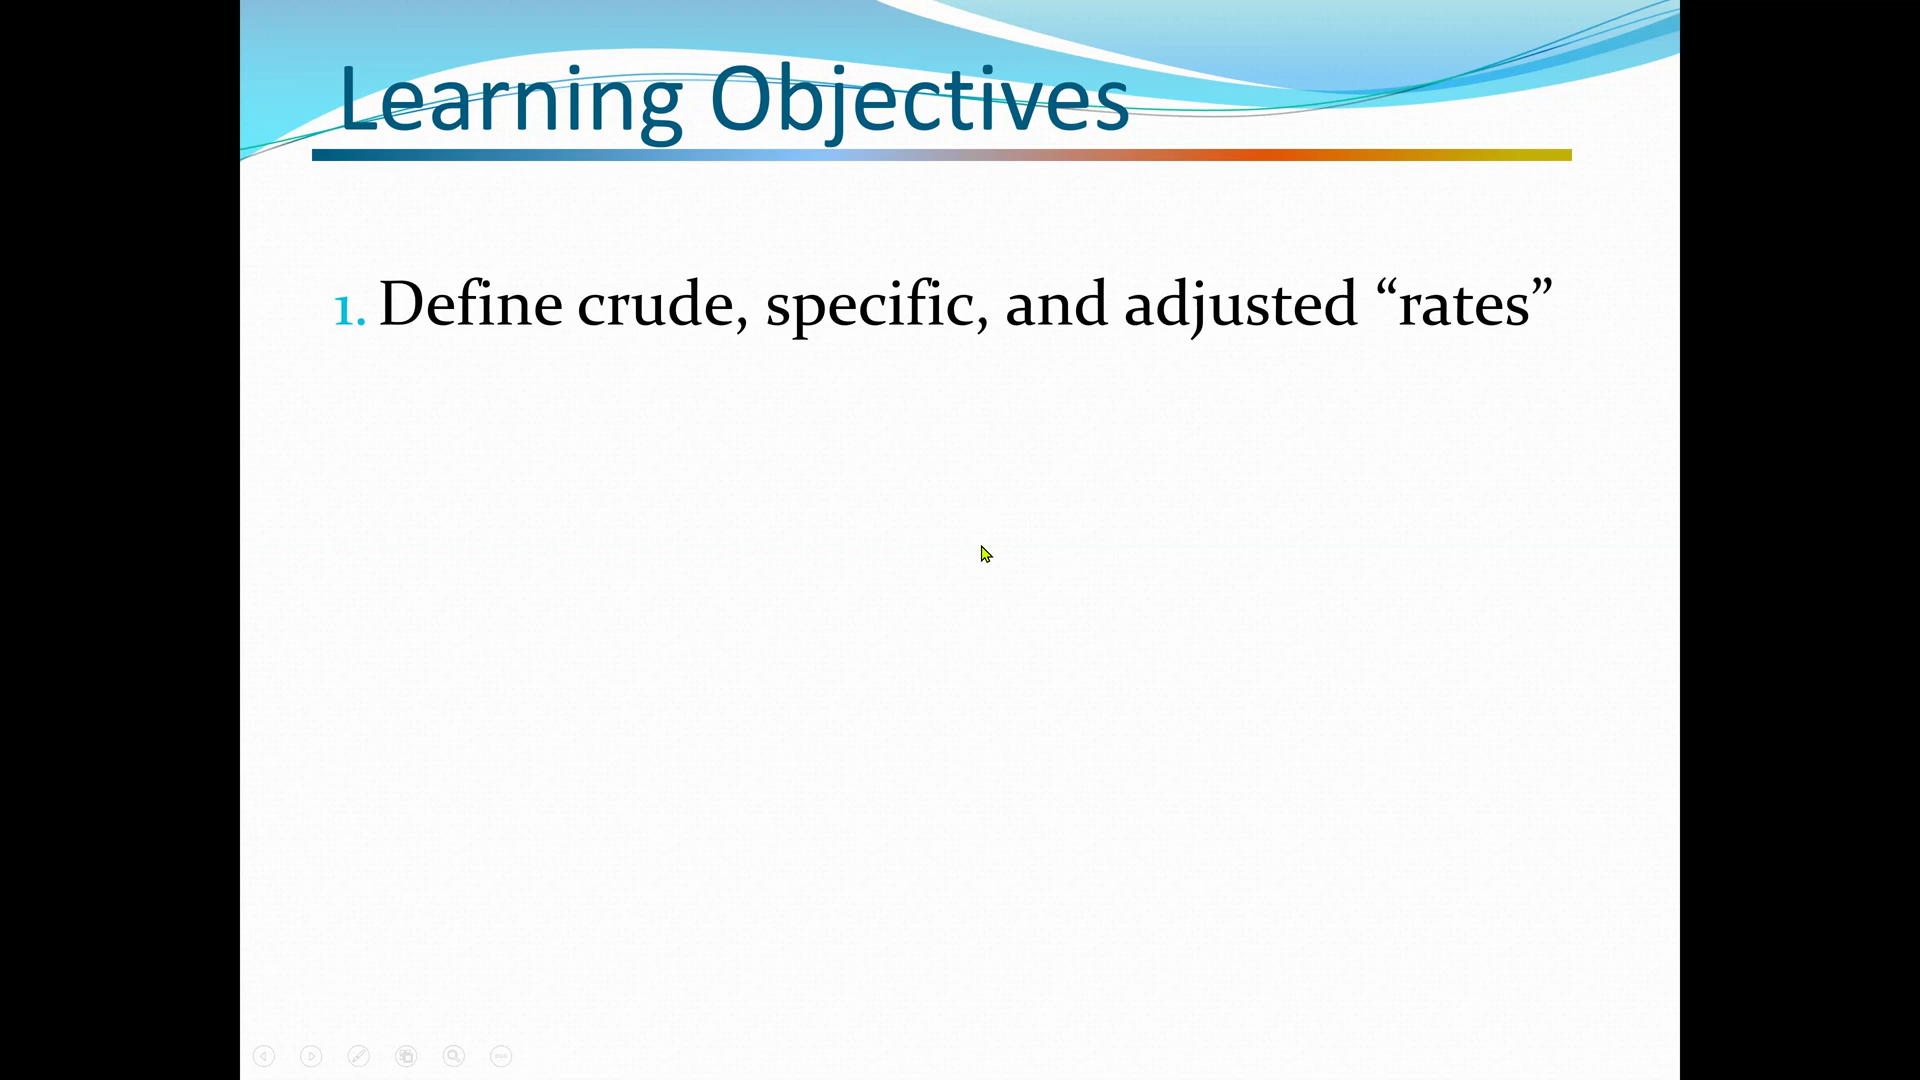 Learning Objectives
1. Define crude, specific, and adjusted “rates”